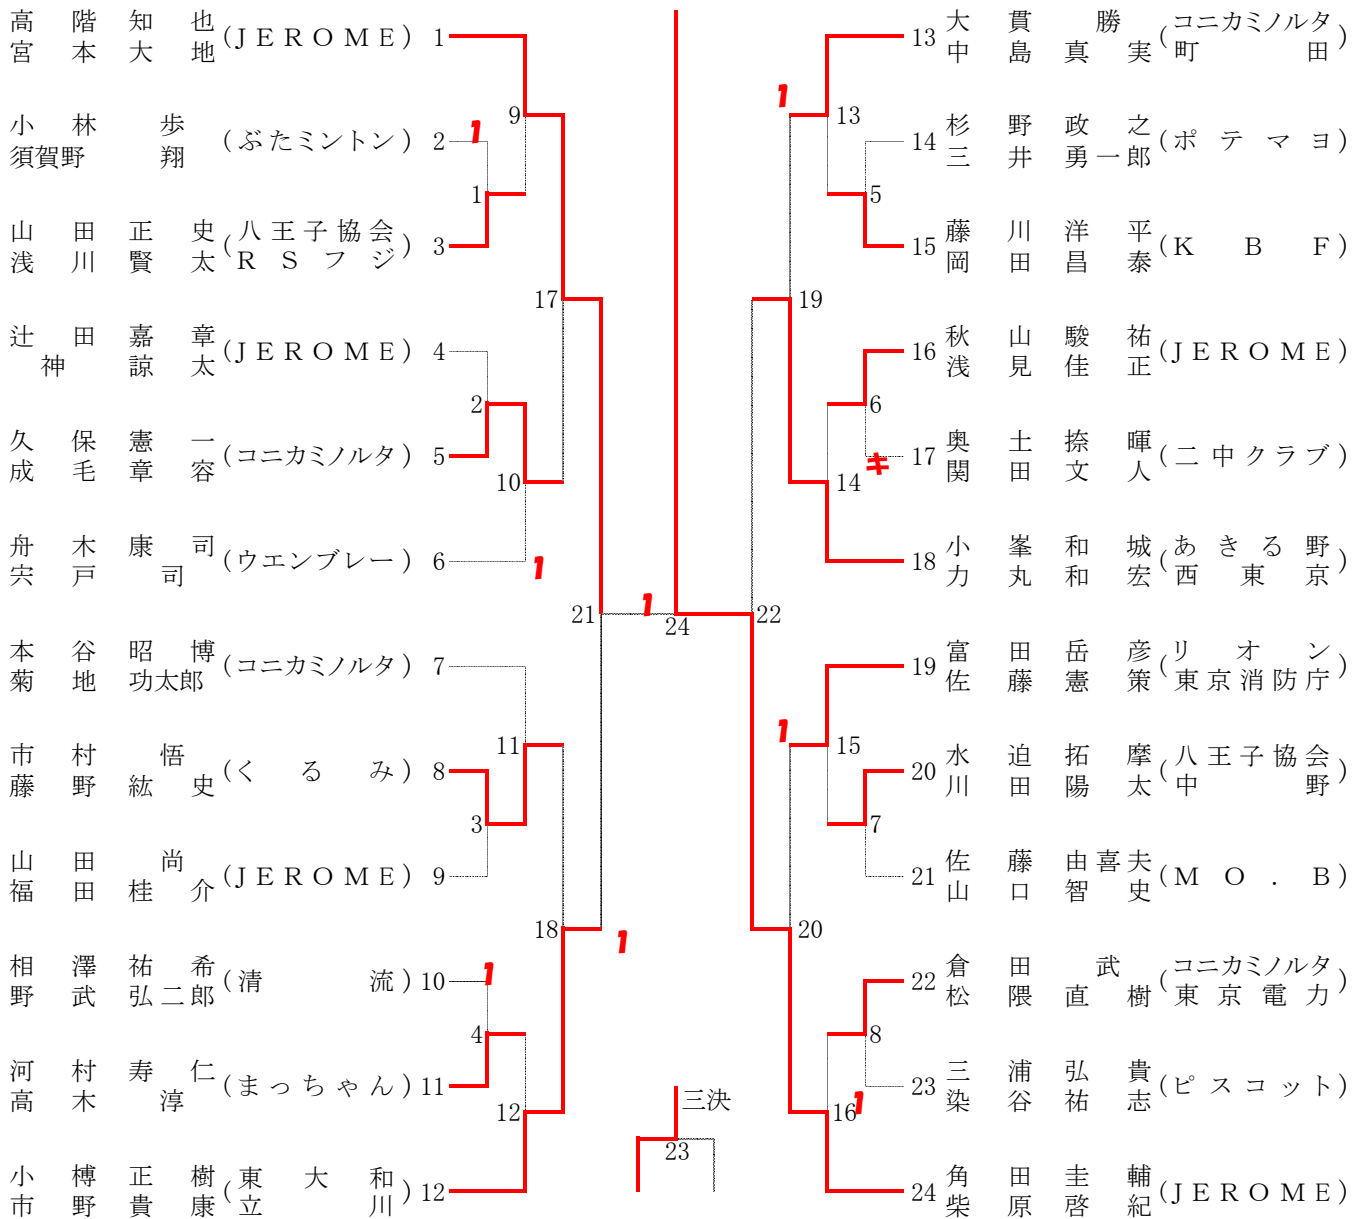 高階知也
宮本大地
(JEROME) 1
小林歩
須賀野翔
(ぶたミントン) 2
山田正史
浅川賢太
(八王子協会
RSフジ) 3
辻田嘉章
神諒太
(JEROME) 4
久保憲一
成毛章容
(コニカミノルタ) 5
舟木康司
宍戸司
(ウエンブレー) 6
本谷昭博
菊地功太郎
(コニカミノルタ) 7
市村悟
藤野紘史
(くるみ) 8
山田尚
福田桂介
(JEROME) 9
相澤祐希
野武弘二郎
(清流) 10
河村寿仁
高木淳
(まっちゃん) 11
小榑正樹
市野貴康
(東大和
立川) 12
1
9
1
17
2
10
1
21
1
24
11
3
18
1
1
4
12
三決
23
1
13
5
19
6
キ
14
22
1
15
7
20
8
16
1
13 大貫勝
中島真実
(コニカミノルタ
町田)
14 杉野政之
三井勇一郎
(ポテマヨ)
15 藤川洋平
岡田昌泰
(KBF)
16 秋山駿祐
浅見佳正
(JEROME)
17 奥土捺暉
関田文人
(二中クラブ)
18 小峯和城
力丸和宏
(あきる野
西東京)
19 富田岳彦
佐藤憲策
(リオン
東京消防庁)
20 水迫拓摩
川田陽太
(八王子協会
中野)
21 佐藤由喜夫
山口智史
(MO.B)
22 倉田武
松隈直樹
(コニカミノルタ
東京電力)
23 三浦弘貴
染谷祐志
(ピスコット)
24 角田圭輔
柴原啓紀
(JEROME)